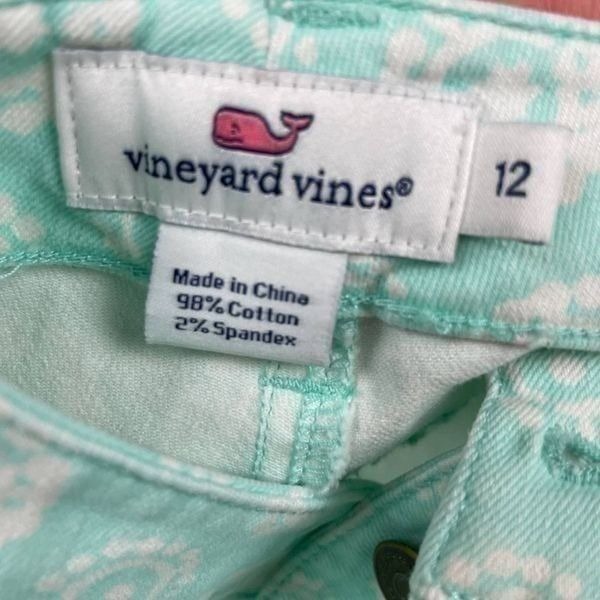 vineyard vines®
12
Made in China
98% Cotton
2% Spandex